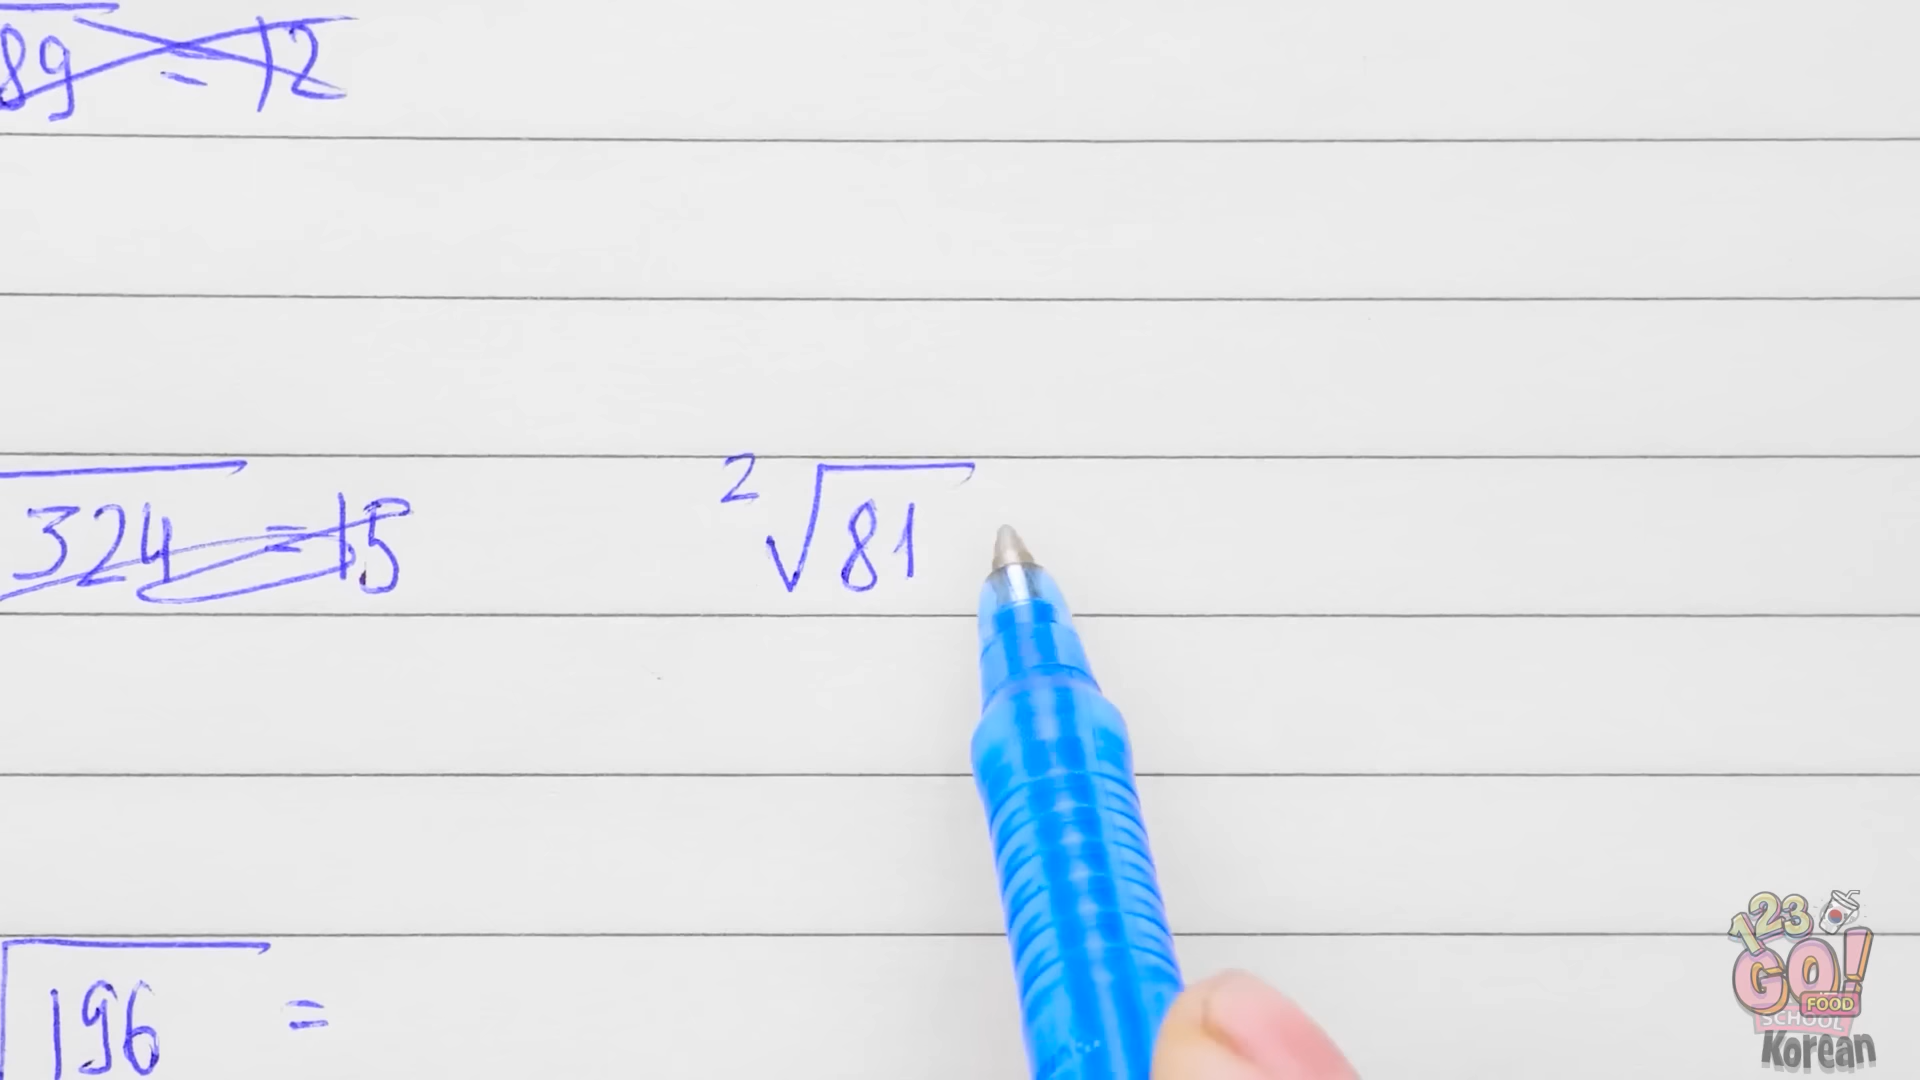 89 = 12
324 = 15
²√81
√196 =
123 GO! FOOD
SCHOOL
Korean